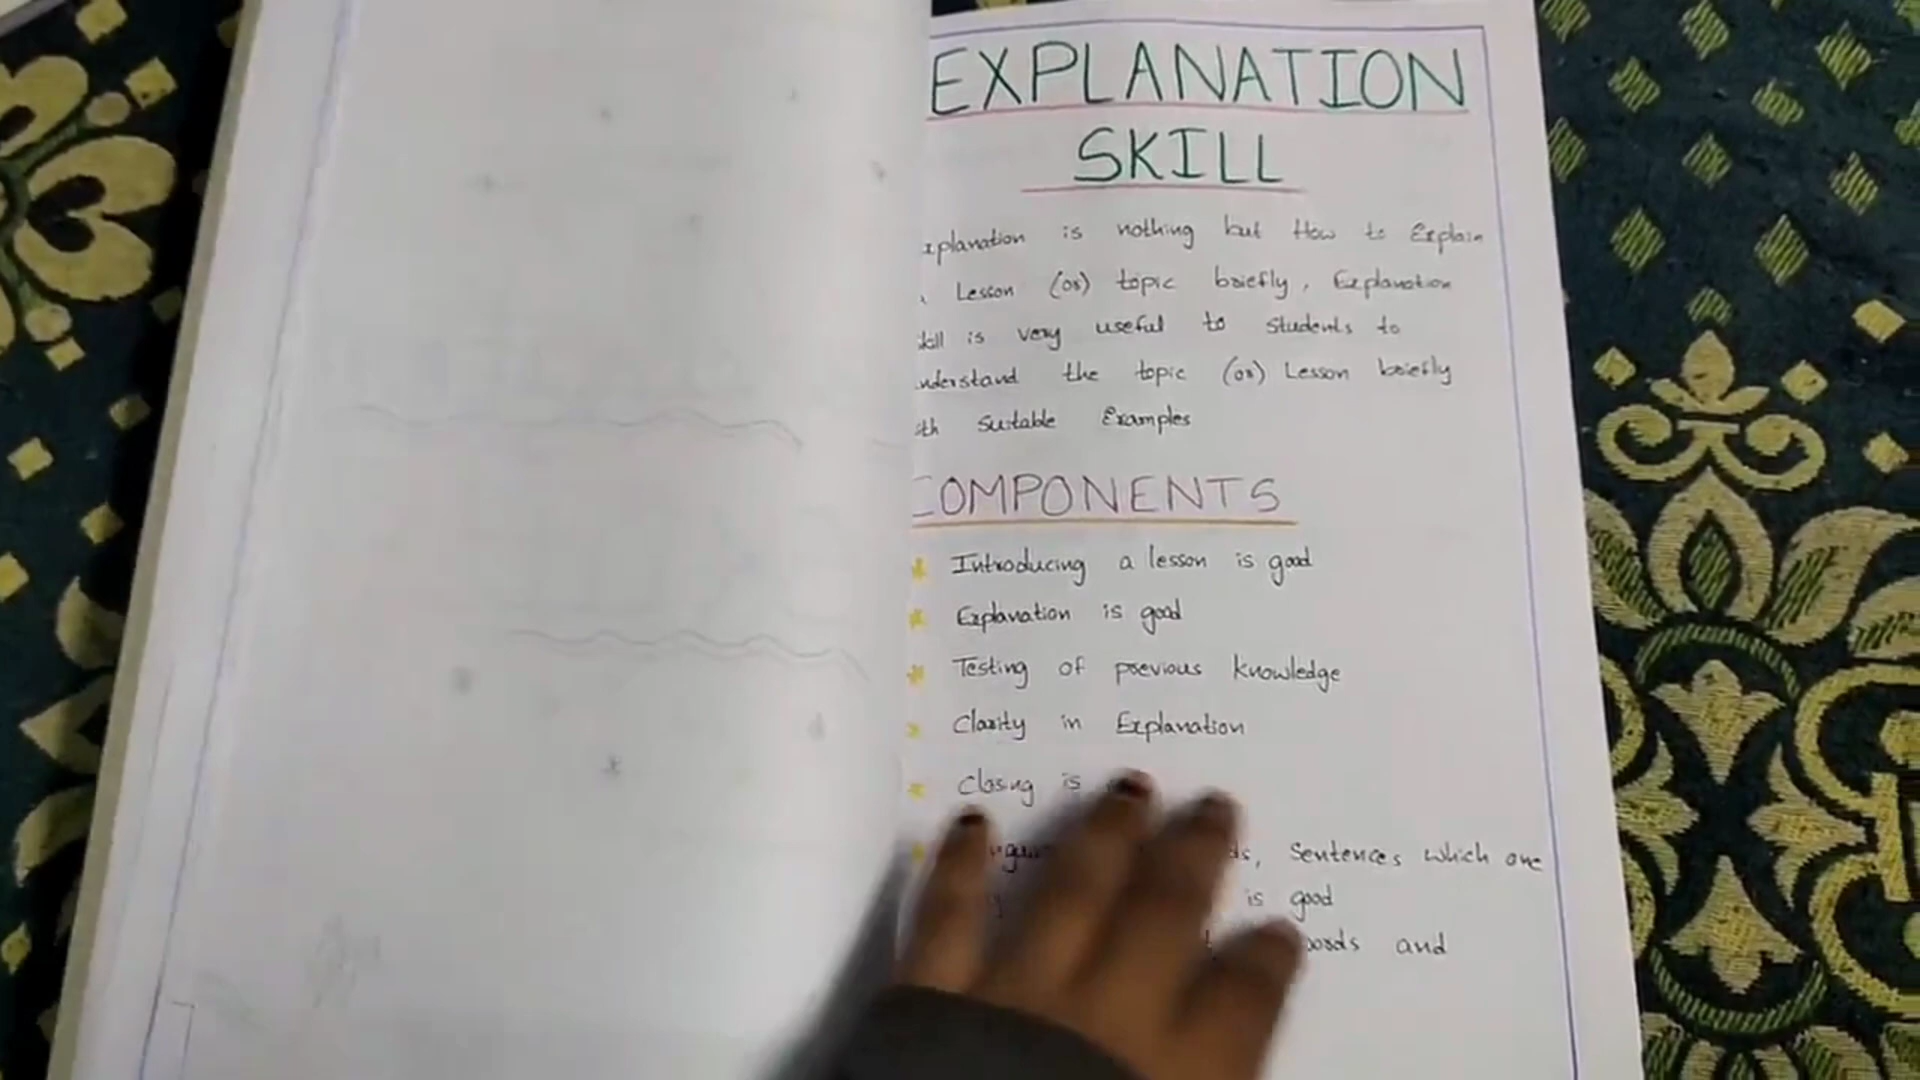 EXPLANATION
SKILL
xplanation is nothing but How to Explain
Lesson (or) topic briefly, Explanation
kill is very useful to students to
nderstand the topic (or) Lesson briefly
th Suitable Examples
COMPONENTS
Introducing a lesson is good
Explanation is good
Testing of previous knowledge
Clarity in Explanation
Closing is
Sentences which one
is good
and